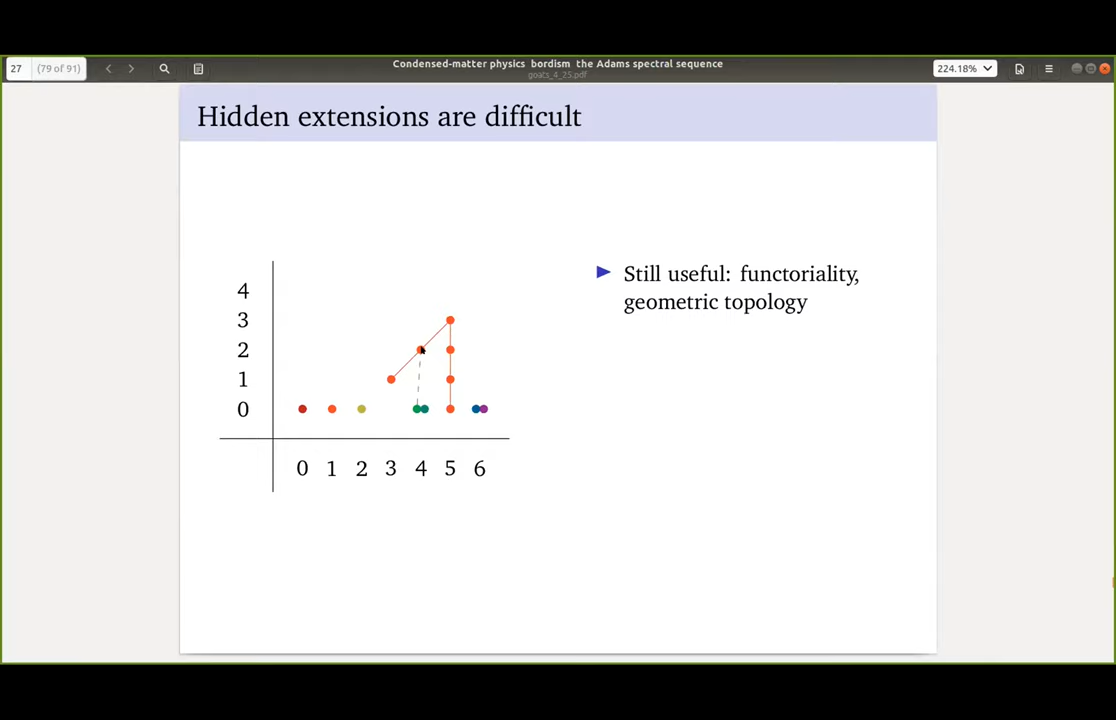 27 (79 of 91)
Condensed-matter physics bordism the Adams spectral sequence
goats_4_25.pdf
224.18%
Hidden extensions are difficult
4
3
2
1
0
0 1 2 3 4 5 6
Still useful: functoriality,
geometric topology